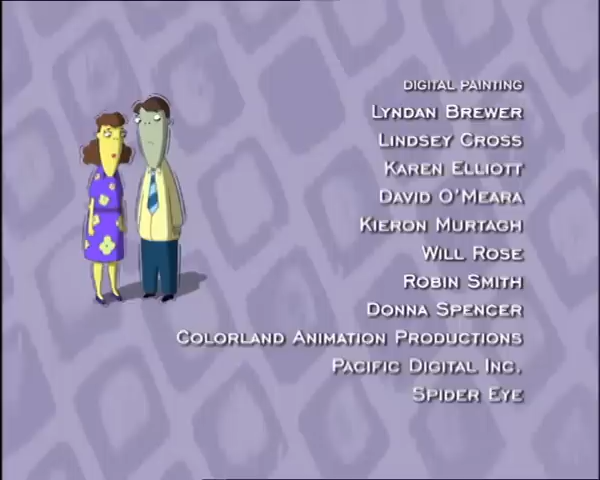 DIGITAL PAINTING
LYNDAN BREWER
LINDSEY CROSS
KAREN ELLIOTT
DAVID O'MEARA
KIERON MURTAGH
WILL ROSE
ROBIN SMITH
DONNA SPENCER
COLORLAND ANIMATION PRODUCTIONS
PACIFIC DIGITAL INC.
SPIDER EYE